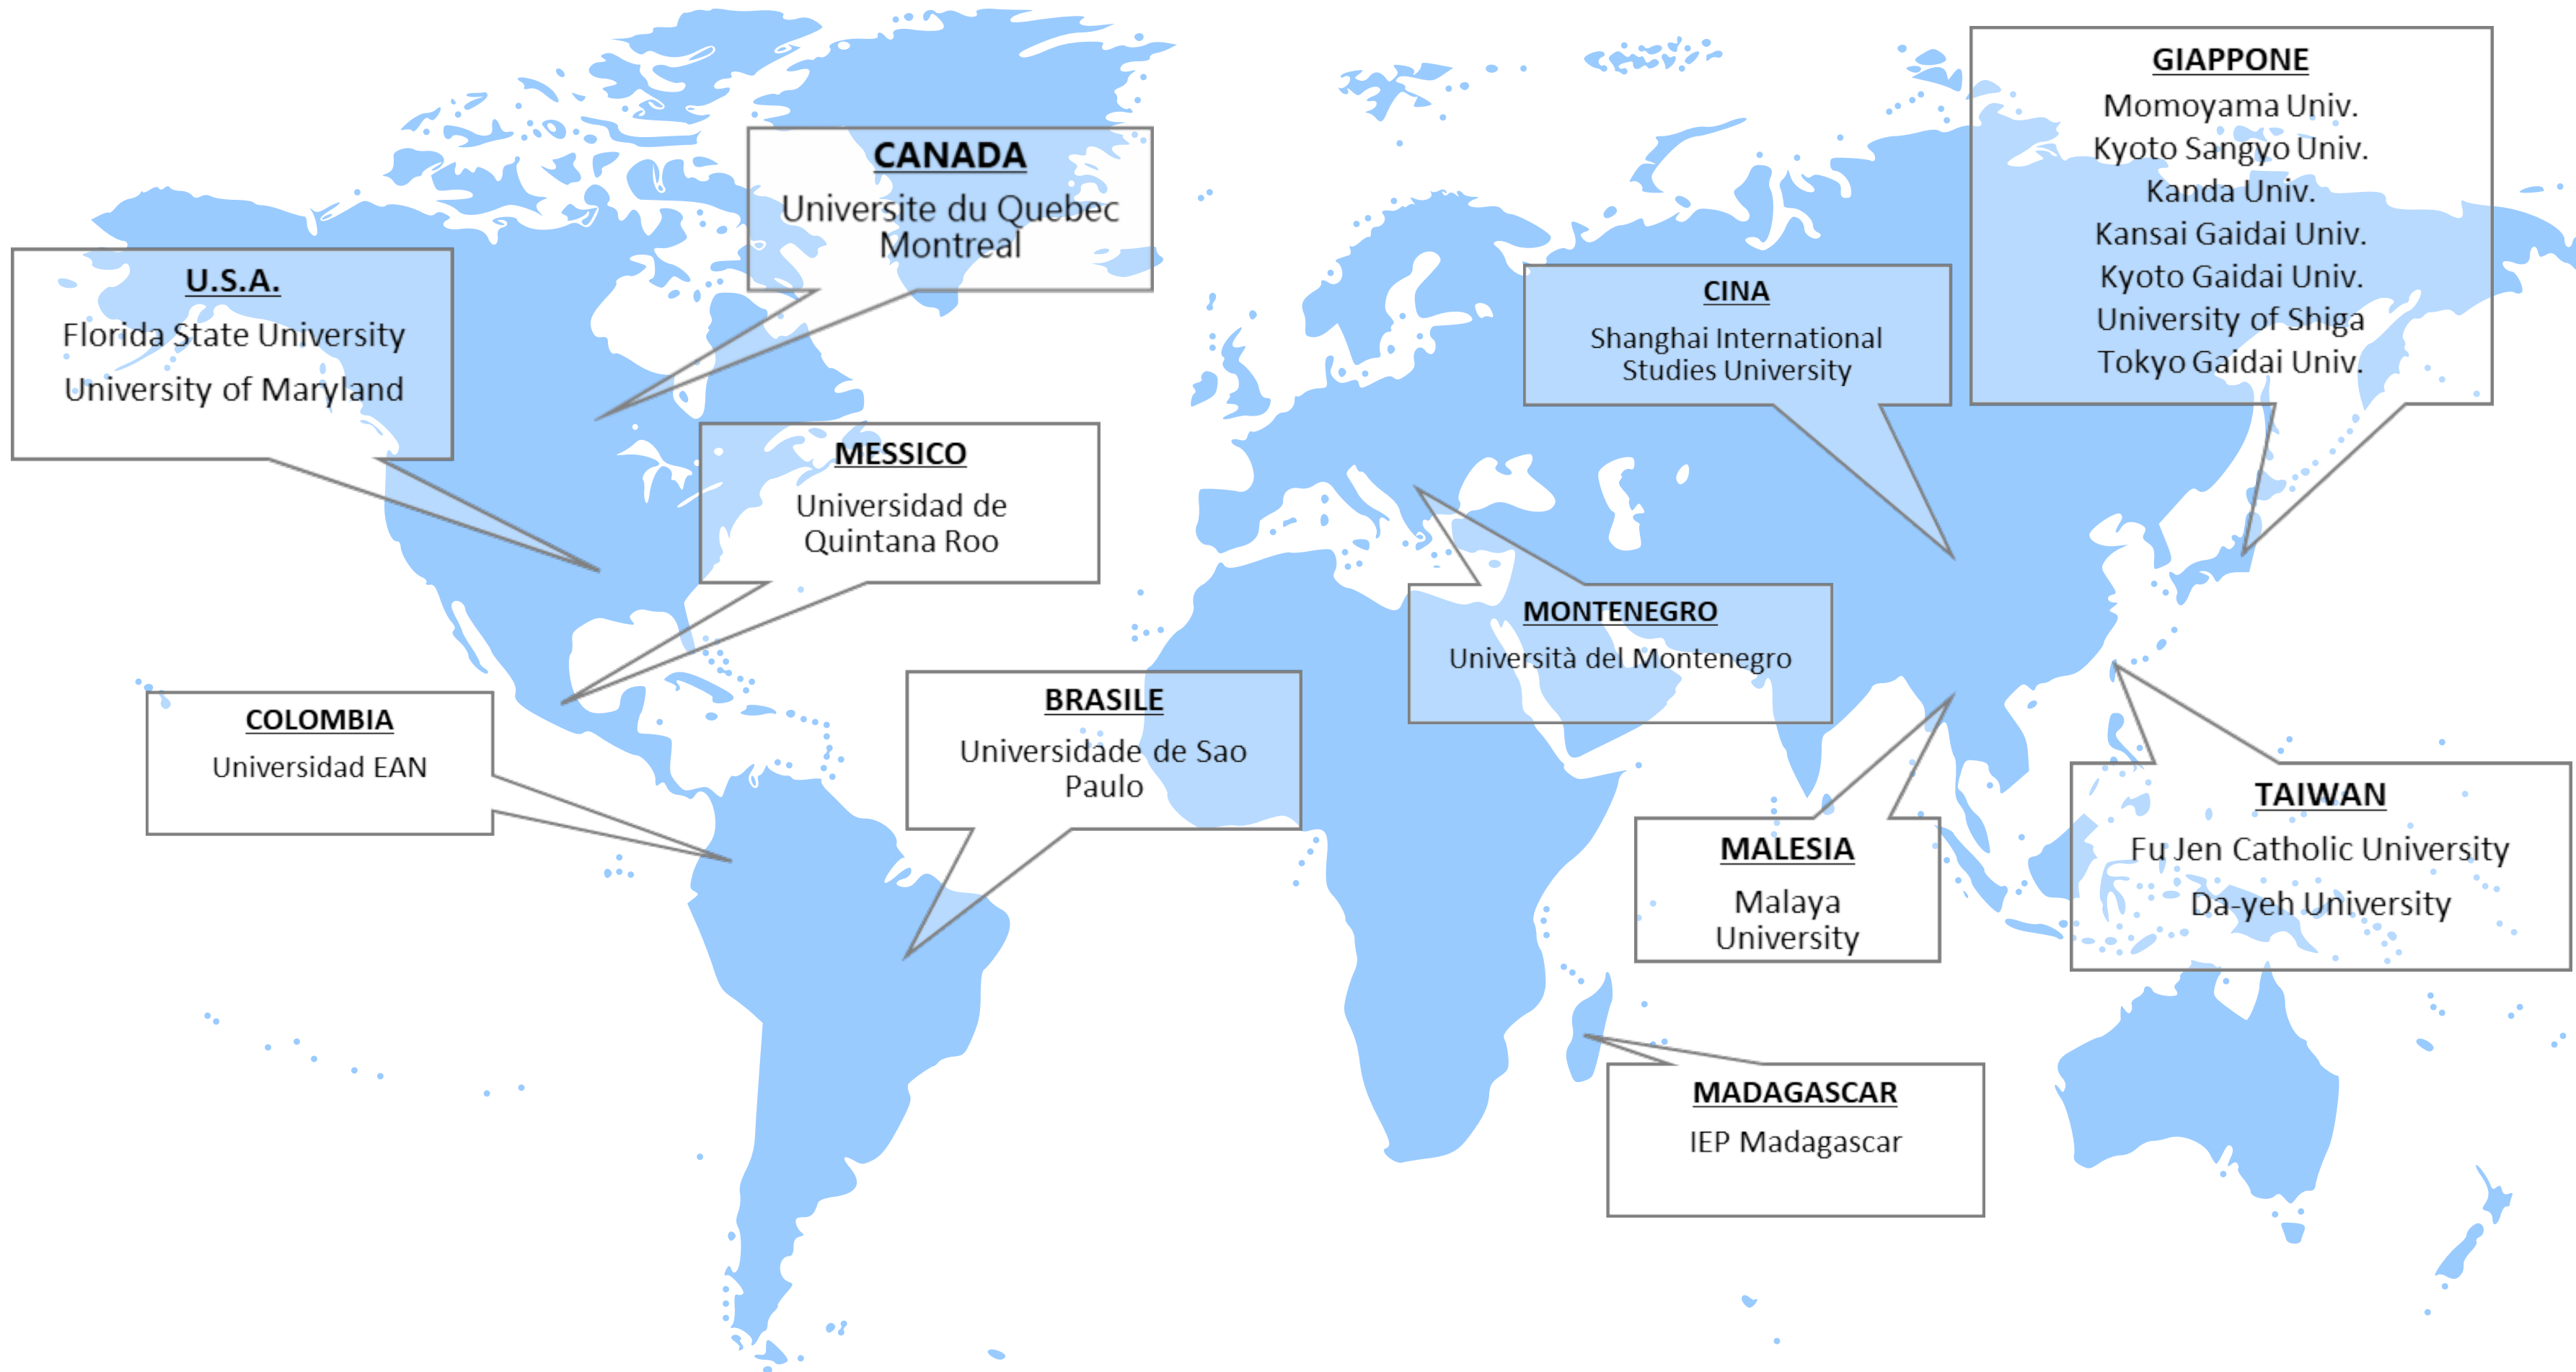 CANADA
Universite du Quebec
Montreal
U.S.A.
Florida State University
University of Maryland
MESSICO
Universidad de
Quintana Roo
COLOMBIA
Universidad EAN
BRASILE
Universidade de Sao
Paulo
GIAPPONE
Momoyama Univ.
Kyoto Sangyo Univ.
Kanda Univ.
Kansai Gaidai Univ.
Kyoto Gaidai Univ.
University of Shiga
Tokyo Gaidai Univ.
CINA
Shanghai International
Studies University
MONTENEGRO
Università del Montenegro
MALESIA
Malaya
University
TAIWAN
Fu Jen Catholic University
Da-yeh University
MADAGASCAR
IEP Madagascar